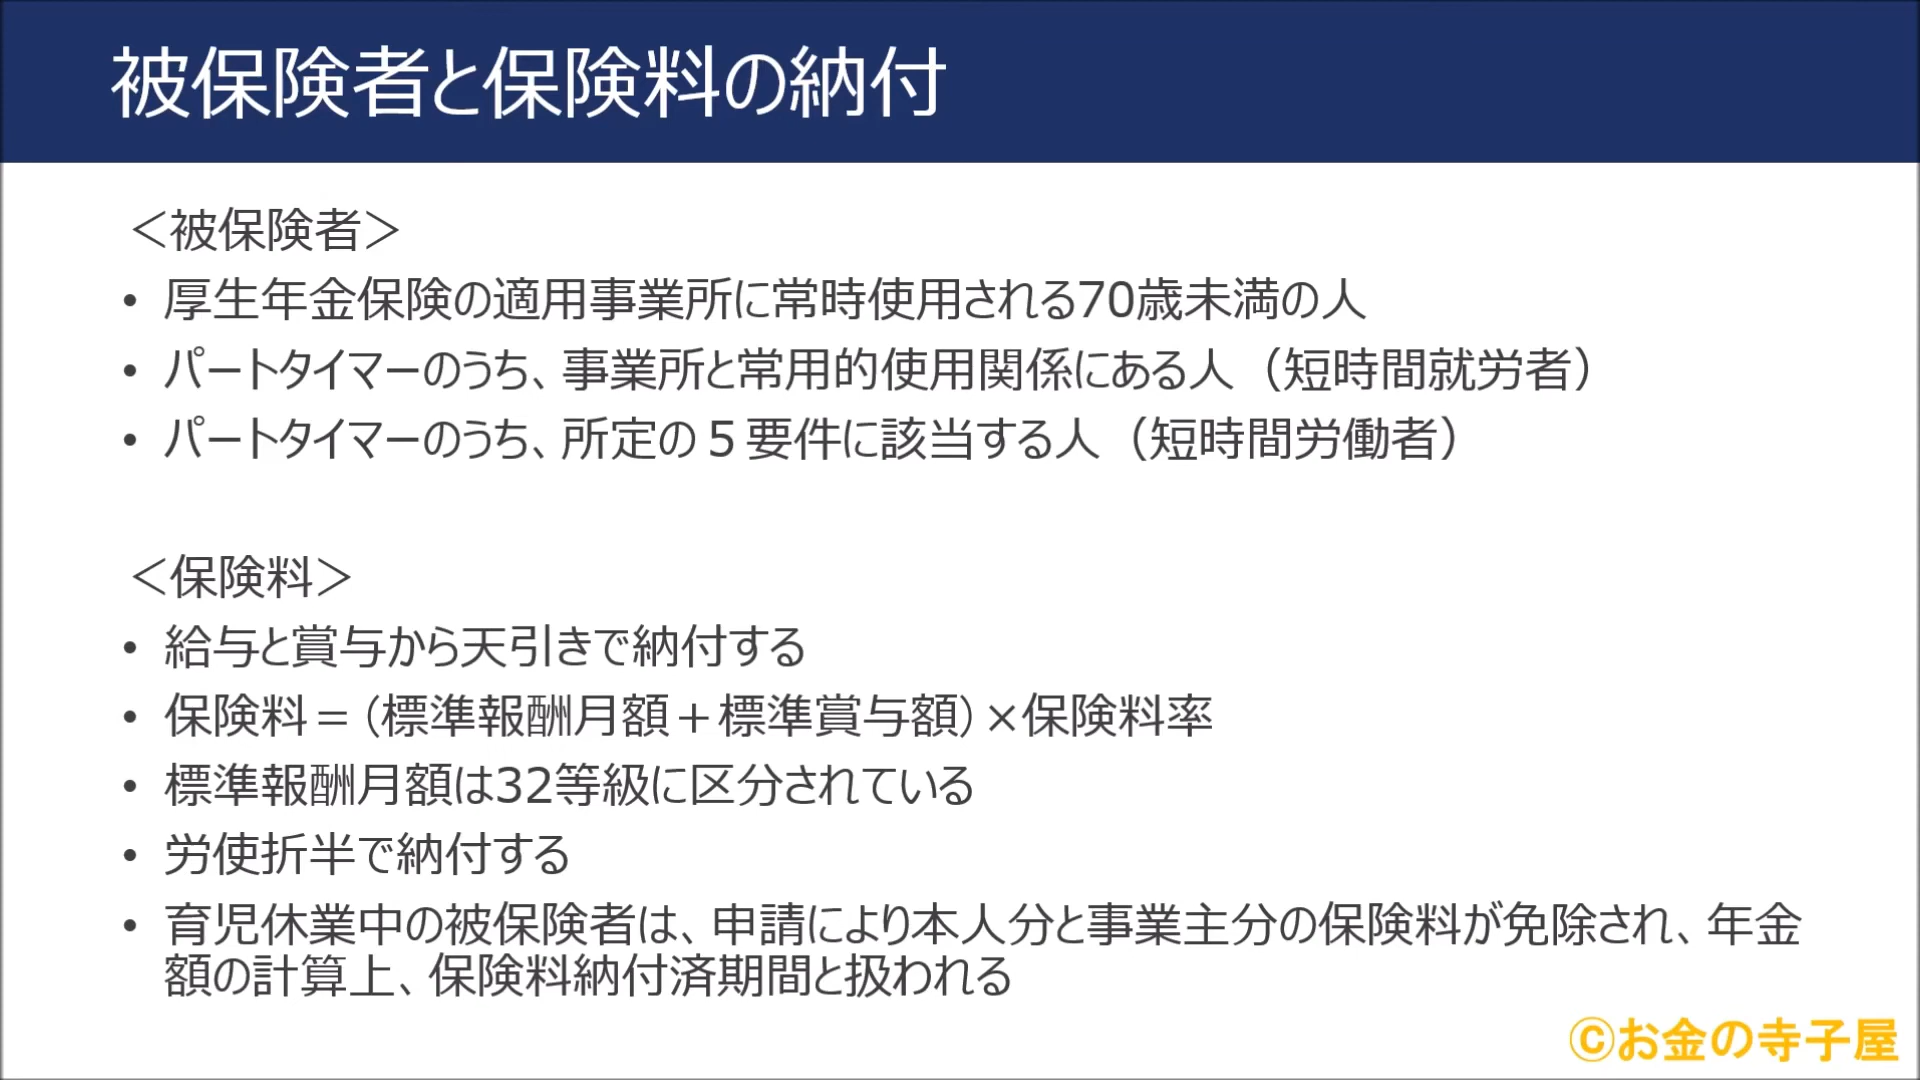 被保険者と保険料の納付
＜被保険者＞
• 厚生年金保険の適用事業所に常時使用される70歳未満の人
• パートタイマーのうち、事業所と常用的使用関係にある人（短時間就労者）
• パートタイマーのうち、所定の５要件に該当する人（短時間労働者）
＜保険料＞
• 給与と賞与から天引きで納付する
• 保険料＝（標準報酬月額＋標準賞与額）×保険料率
• 標準報酬月額は32等級に区分されている
• 労使折半で納付する
• 育児休業中の被保険者は、申請により本人分と事業主分の保険料が免除され、年金
額の計算上、保険料納付済期間と扱われる
©お金の寺子屋